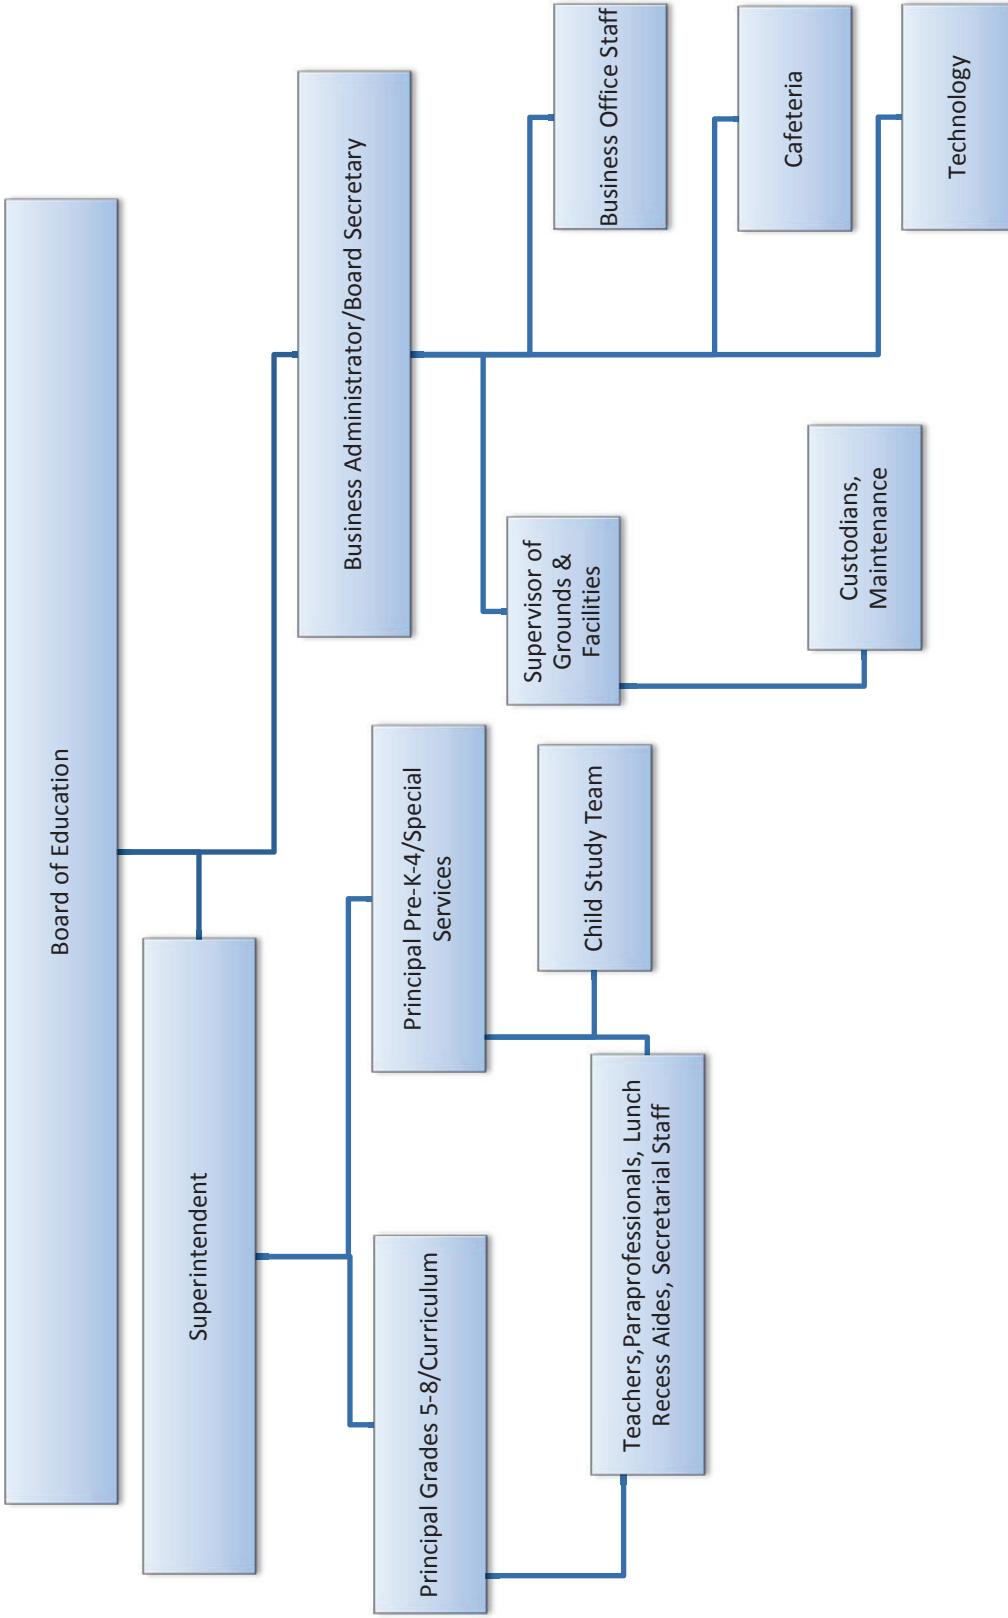 Board of Education
Superintendent
Business Administrator/Board Secretary
Principal Grades 5-8/Curriculum
Principal Pre-K-4/Special
Services
Supervisor of
Grounds &
Facilities
Business Office Staff
Teachers,Paraprofessionals, Lunch
Recess Aides, Secretarial Staff
Child Study Team
Cafeteria
Custodians,
Maintenance
Technology